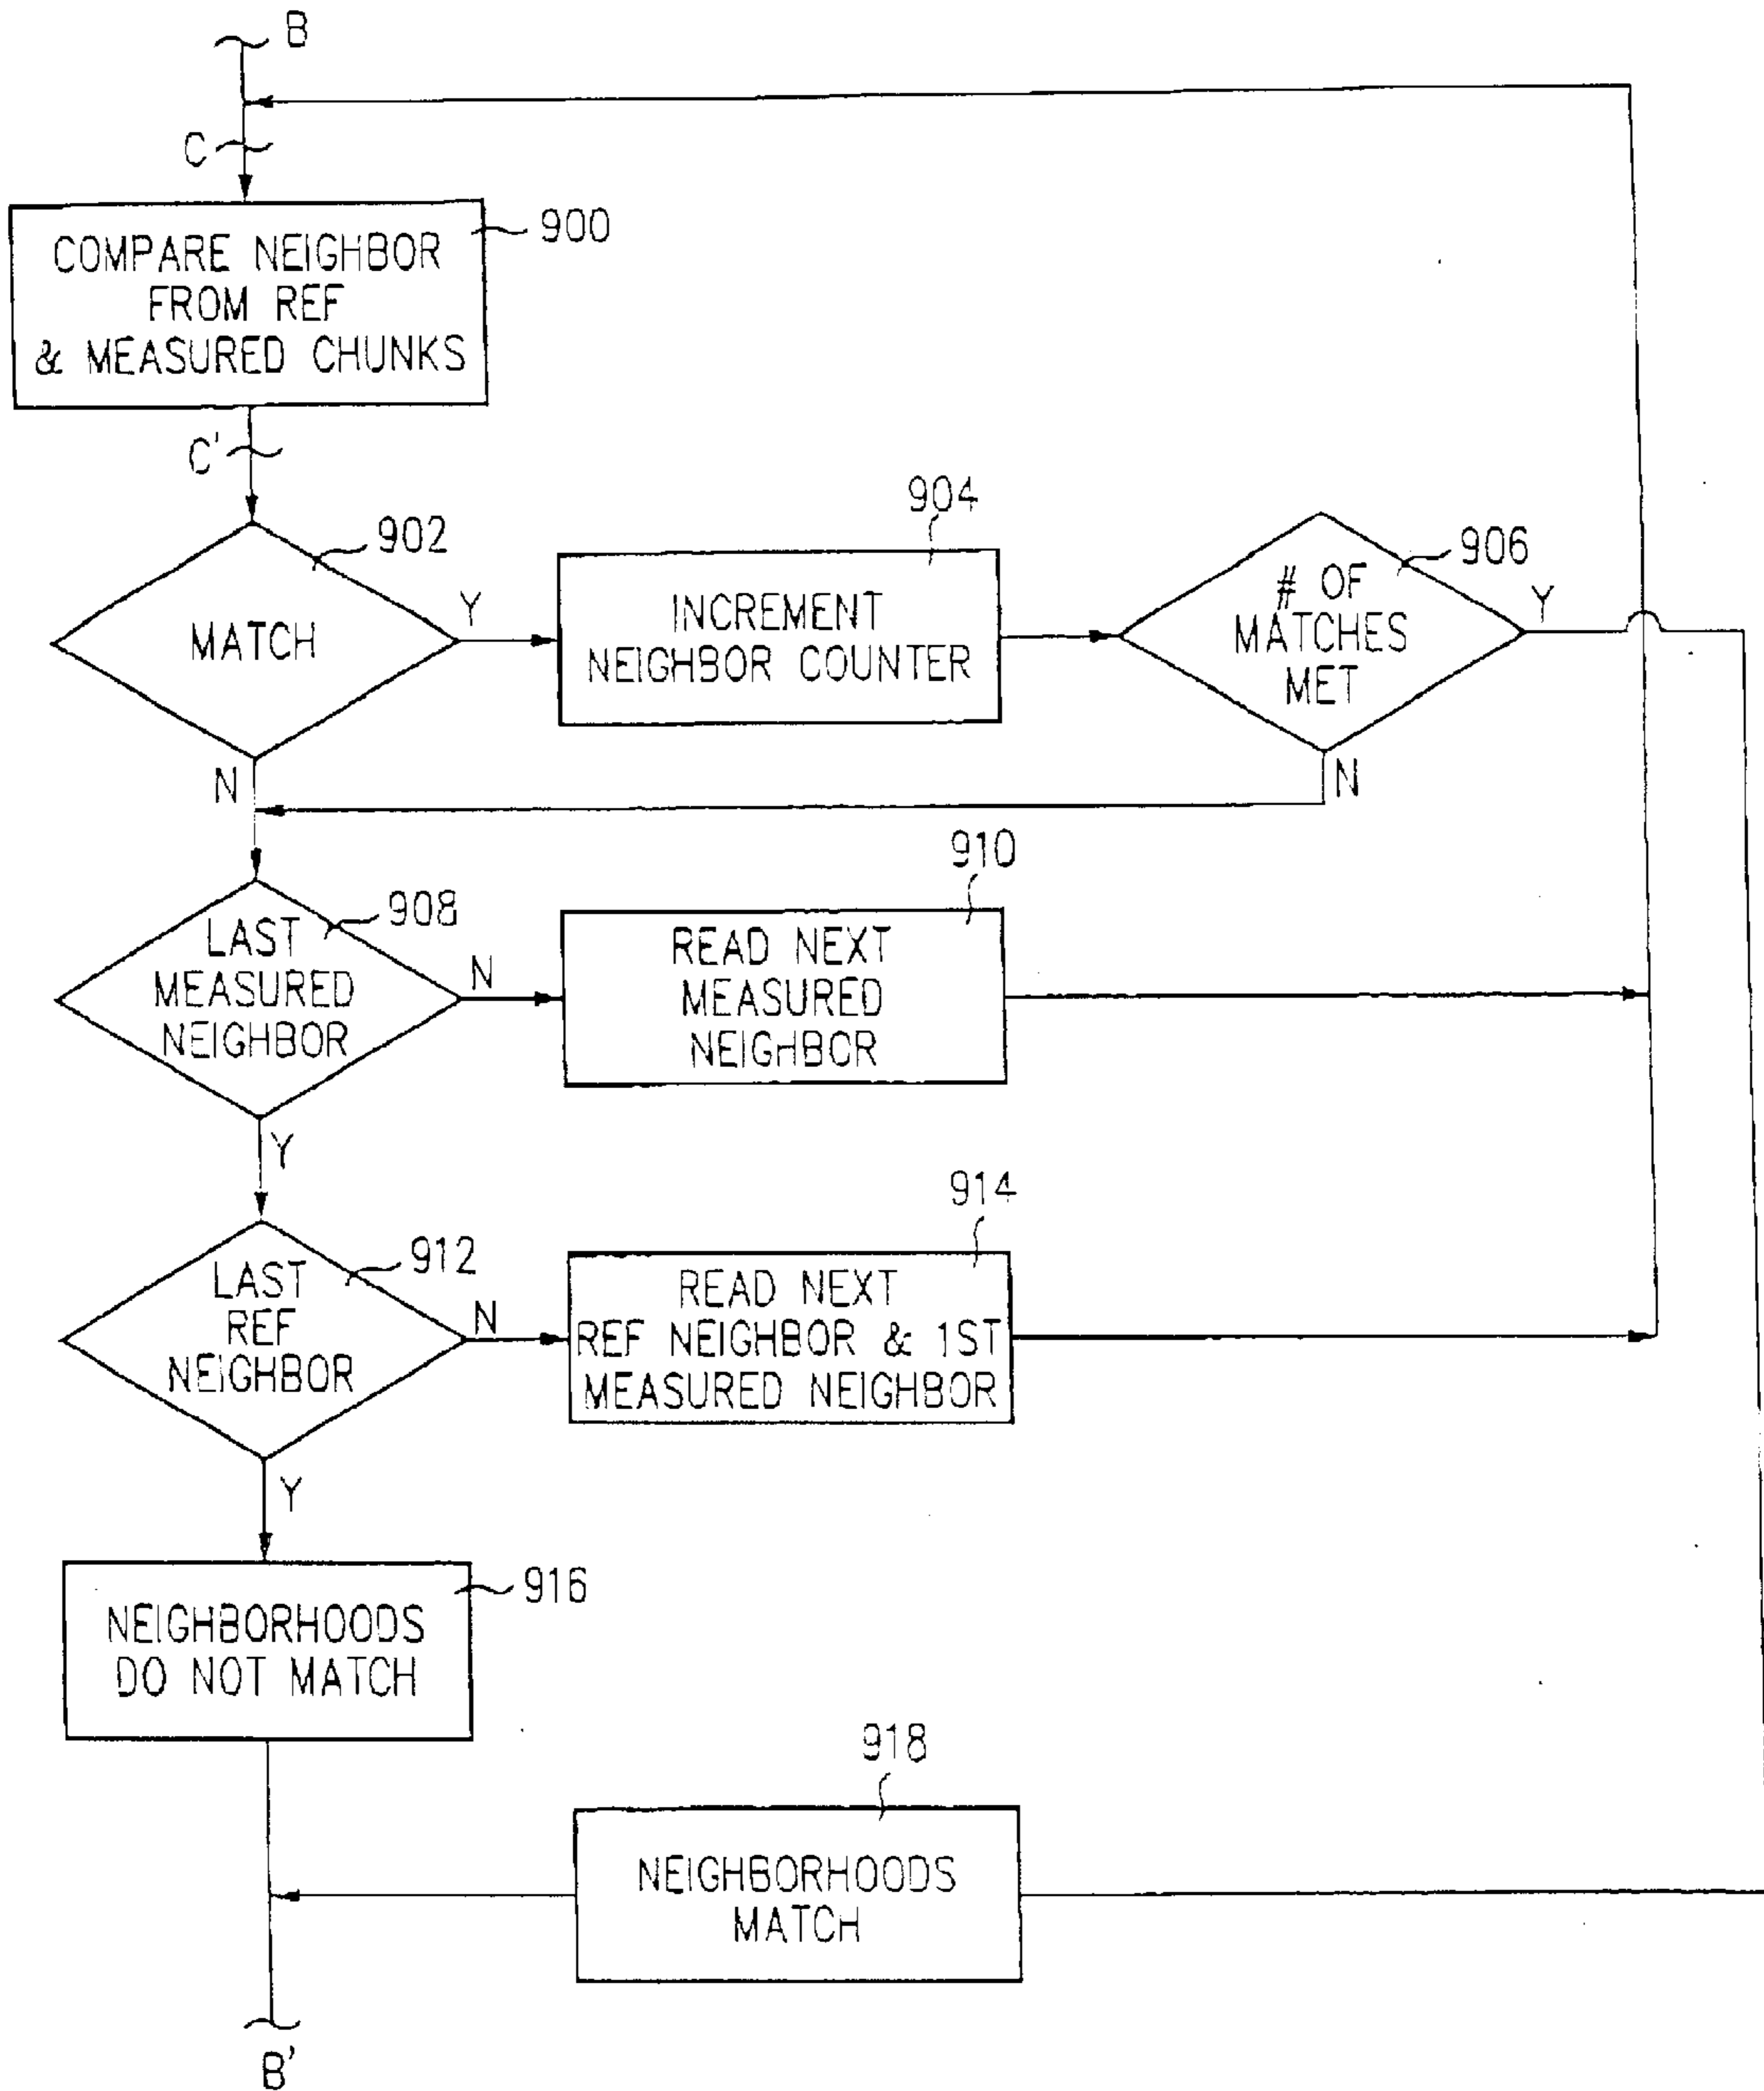 B
C
900
COMPARE NEIGHBOR
FROM REF
& MEASURED CHUNKS
C'
902
MATCH
Y
N
904
INCREMENT
NEIGHBOR COUNTER
906
# OF
MATCHES
MET
Y
N
908
LAST
MEASURED
NEIGHBOR
N
Y
910
READ NEXT
MEASURED
NEIGHBOR
912
LAST
REF
NEIGHBOR
N
Y
914
READ NEXT
REF NEIGHBOR & 1ST
MEASURED NEIGHBOR
916
NEIGHBORHOODS
DO NOT MATCH
918
NEIGHBORHOODS
MATCH
B'